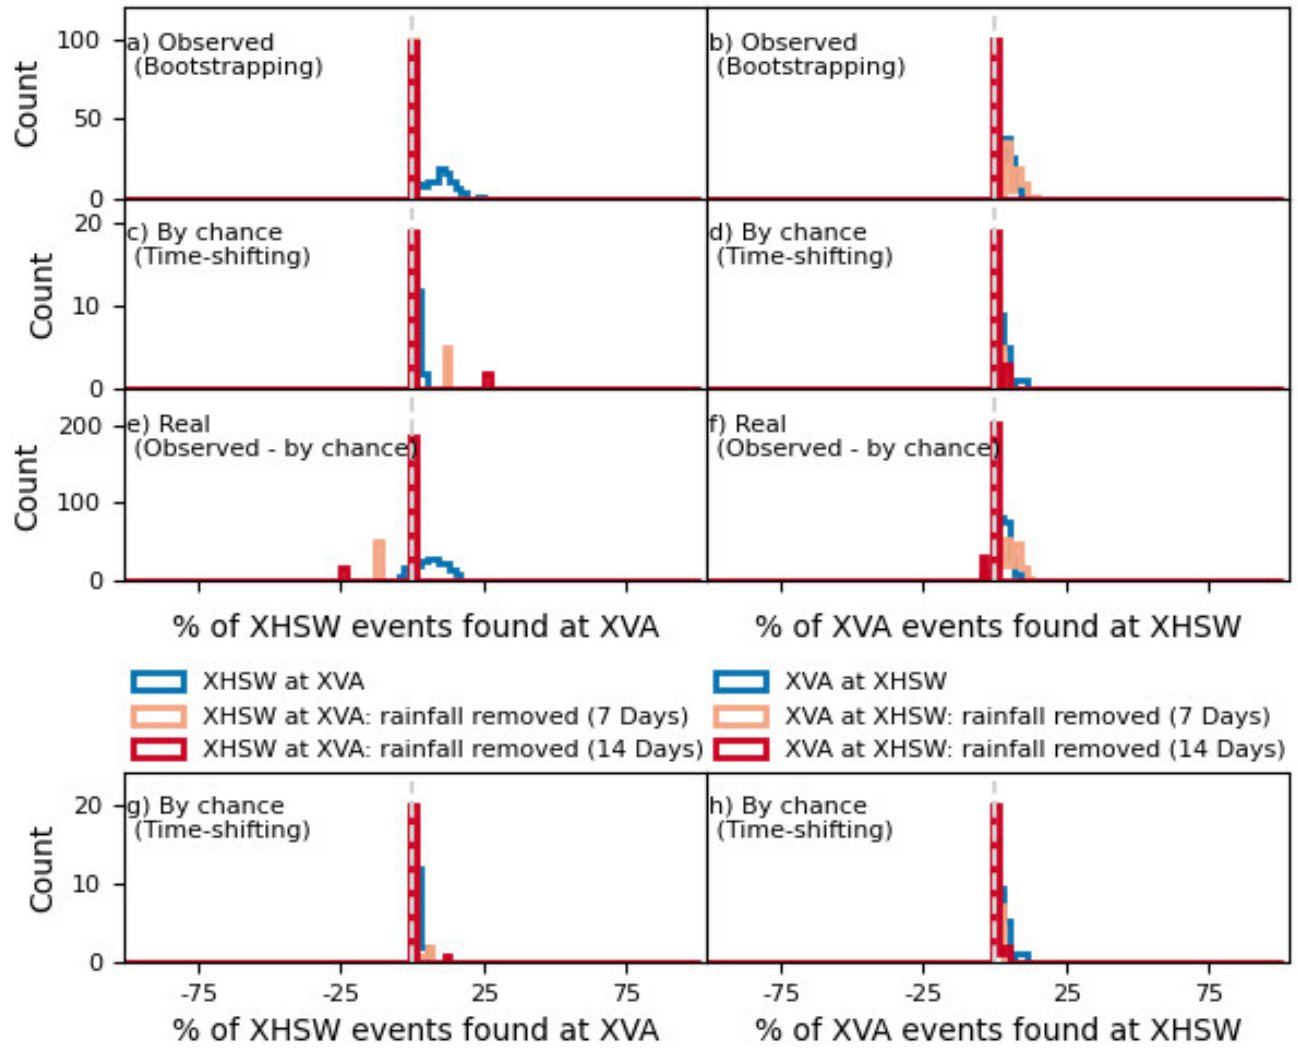 a) Observed
(Bootstrapping)
b) Observed
(Bootstrapping)
Count
100
50
0
c) By chance
(Time-shifting)
d) By chance
(Time-shifting)
Count
20
10
0
e) Real
(Observed - by chance)
f) Real
(Observed - by chance)
Count
200
100
0
% of XHSW events found at XVA
% of XVA events found at XHSW
XHSW at XVA
XHSW at XVA: rainfall removed (7 Days)
XHSW at XVA: rainfall removed (14 Days)
XVA at XHSW
XVA at XHSW: rainfall removed (7 Days)
XVA at XHSW: rainfall removed (14 Days)
g) By chance
(Time-shifting)
h) By chance
(Time-shifting)
Count
20
10
0
-75 -25 25 75
-75 -25 25 75
% of XHSW events found at XVA
% of XVA events found at XHSW